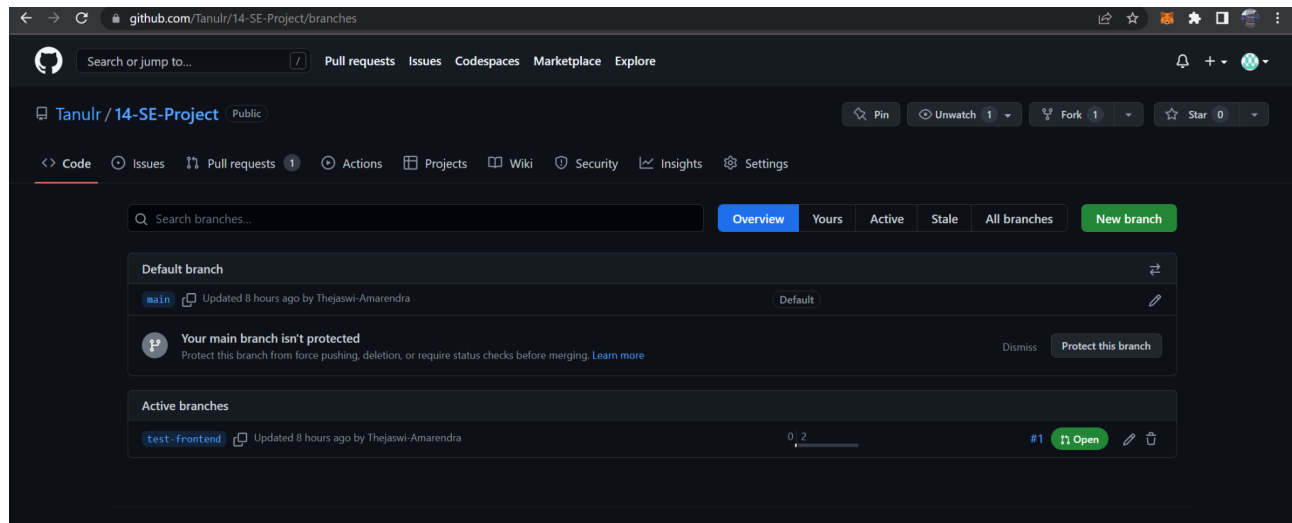 github.com/Tanulr/14-SE-Project/branches
Search or jump to... / Pull requests Issues Codespaces Marketplace Explore
Tanulr / 14-SE-Project Public Pin Unwatch 1 Fork 1 Star 0
Code Issues Pull requests 1 Actions Projects Wiki Security Insights Settings
Search branches... Overview Yours Active Stale All branches New branch
Default branch
main Updated 8 hours ago by Thejaswi-Amarendra Default
Your main branch isn't protected
Protect this branch from force pushing, deletion, or require status checks before merging. Learn more Dismiss Protect this branch
Active branches
test-frontend Updated 8 hours ago by Thejaswi-Amarendra 0 2 #1 Open